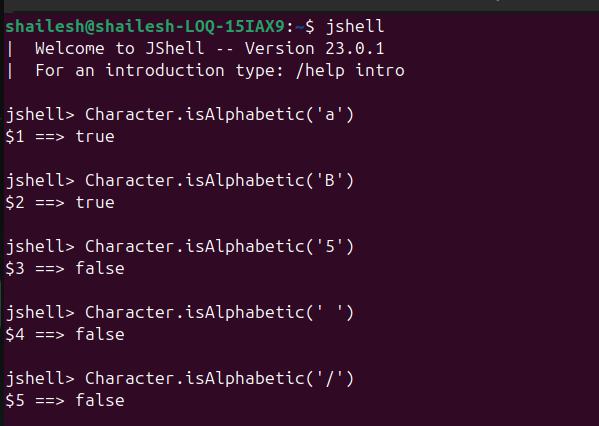 shailesh@shailesh-LOQ-15IAX9:~$ jshell
|  Welcome to JShell -- Version 23.0.1
|  For an introduction type: /help intro
jshell> Character.isAlphabetic('a')
$1 ==> true
jshell> Character.isAlphabetic('B')
$2 ==> true
jshell> Character.isAlphabetic('5')
$3 ==> false
jshell> Character.isAlphabetic(' ')
$4 ==> false
jshell> Character.isAlphabetic('/')
$5 ==> false